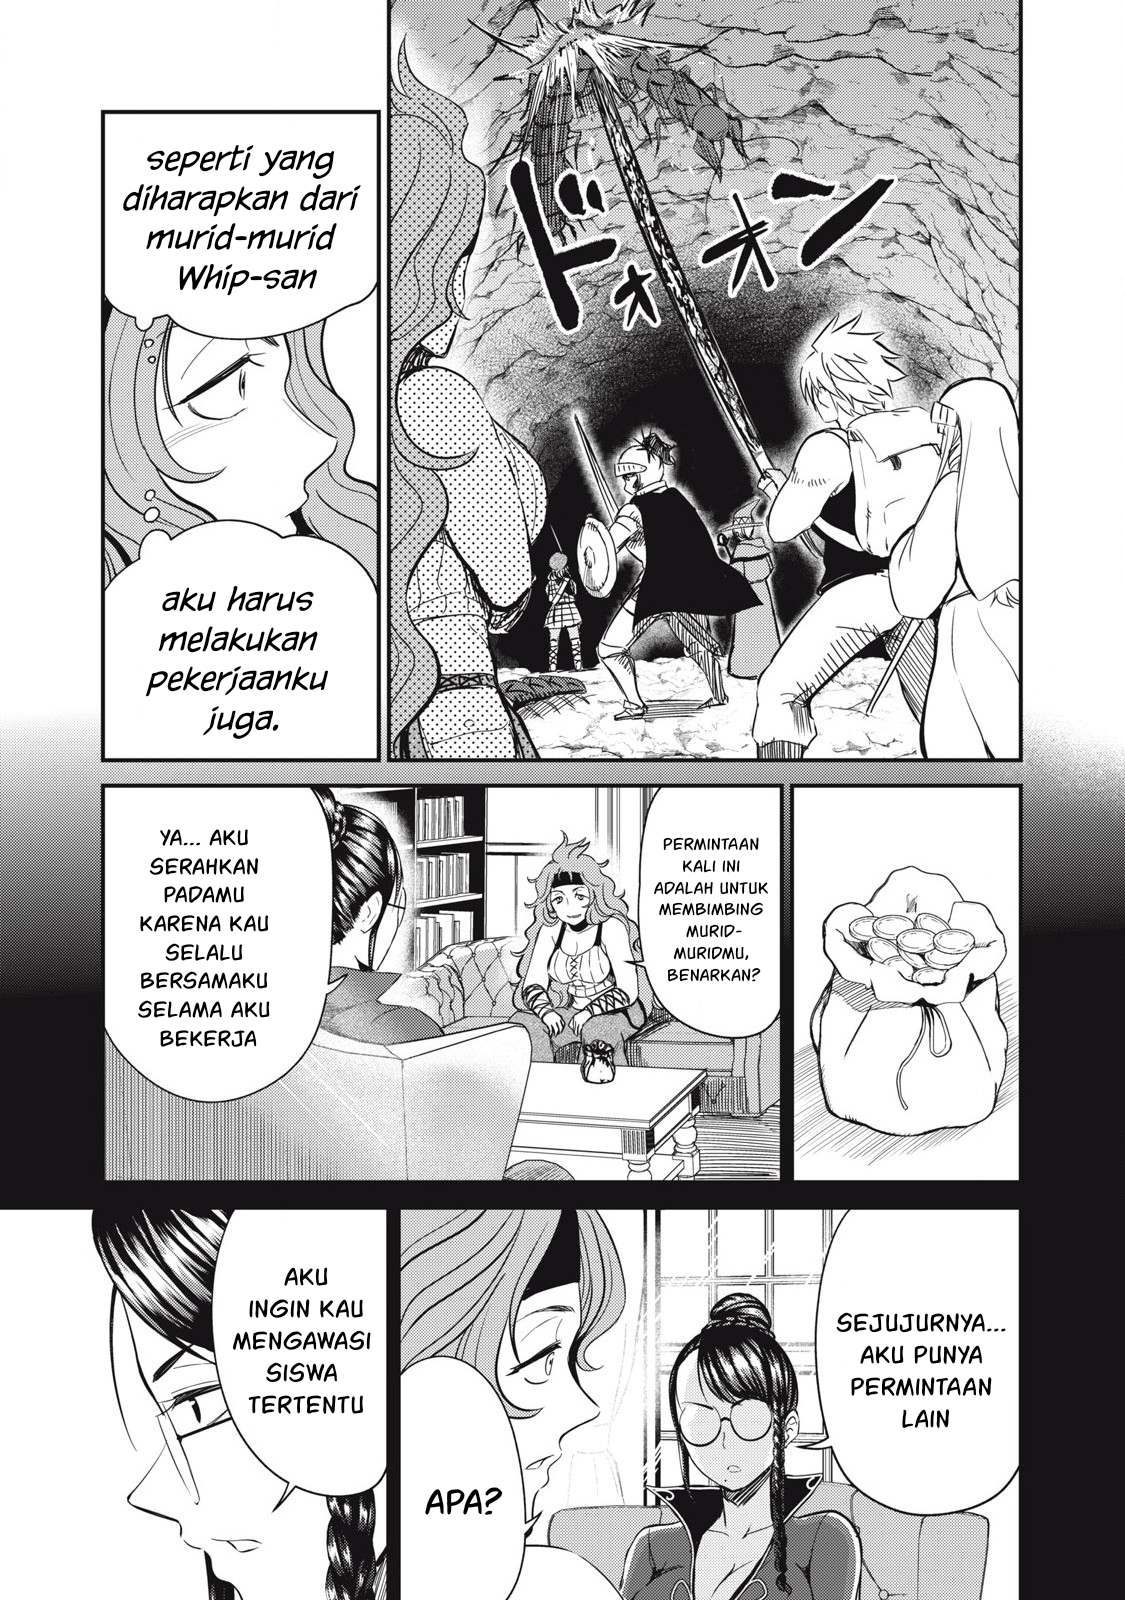 ドォオン
seperti yang
diharapkan dari
murid-murid
Whip-san
aku harus
melakukan
pekerjaanku
juga.
PERMINTAAN
KALI INI
ADALAH UNTUK
MEMBIMBING
MURID-
MURIDMU,
BENARKAN?
YA... AKU
SERAHKAN
PADAMU
KARENA KAU
SELALU
BERSAMAKU
SELAMA AKU
BEKERJA
SEJUJURNYA...
AKU PUNYA
PERMINTAAN
LAIN
APA?
AKU
INGIN KAU
MENGAWASI
SISWA
TERTENTU